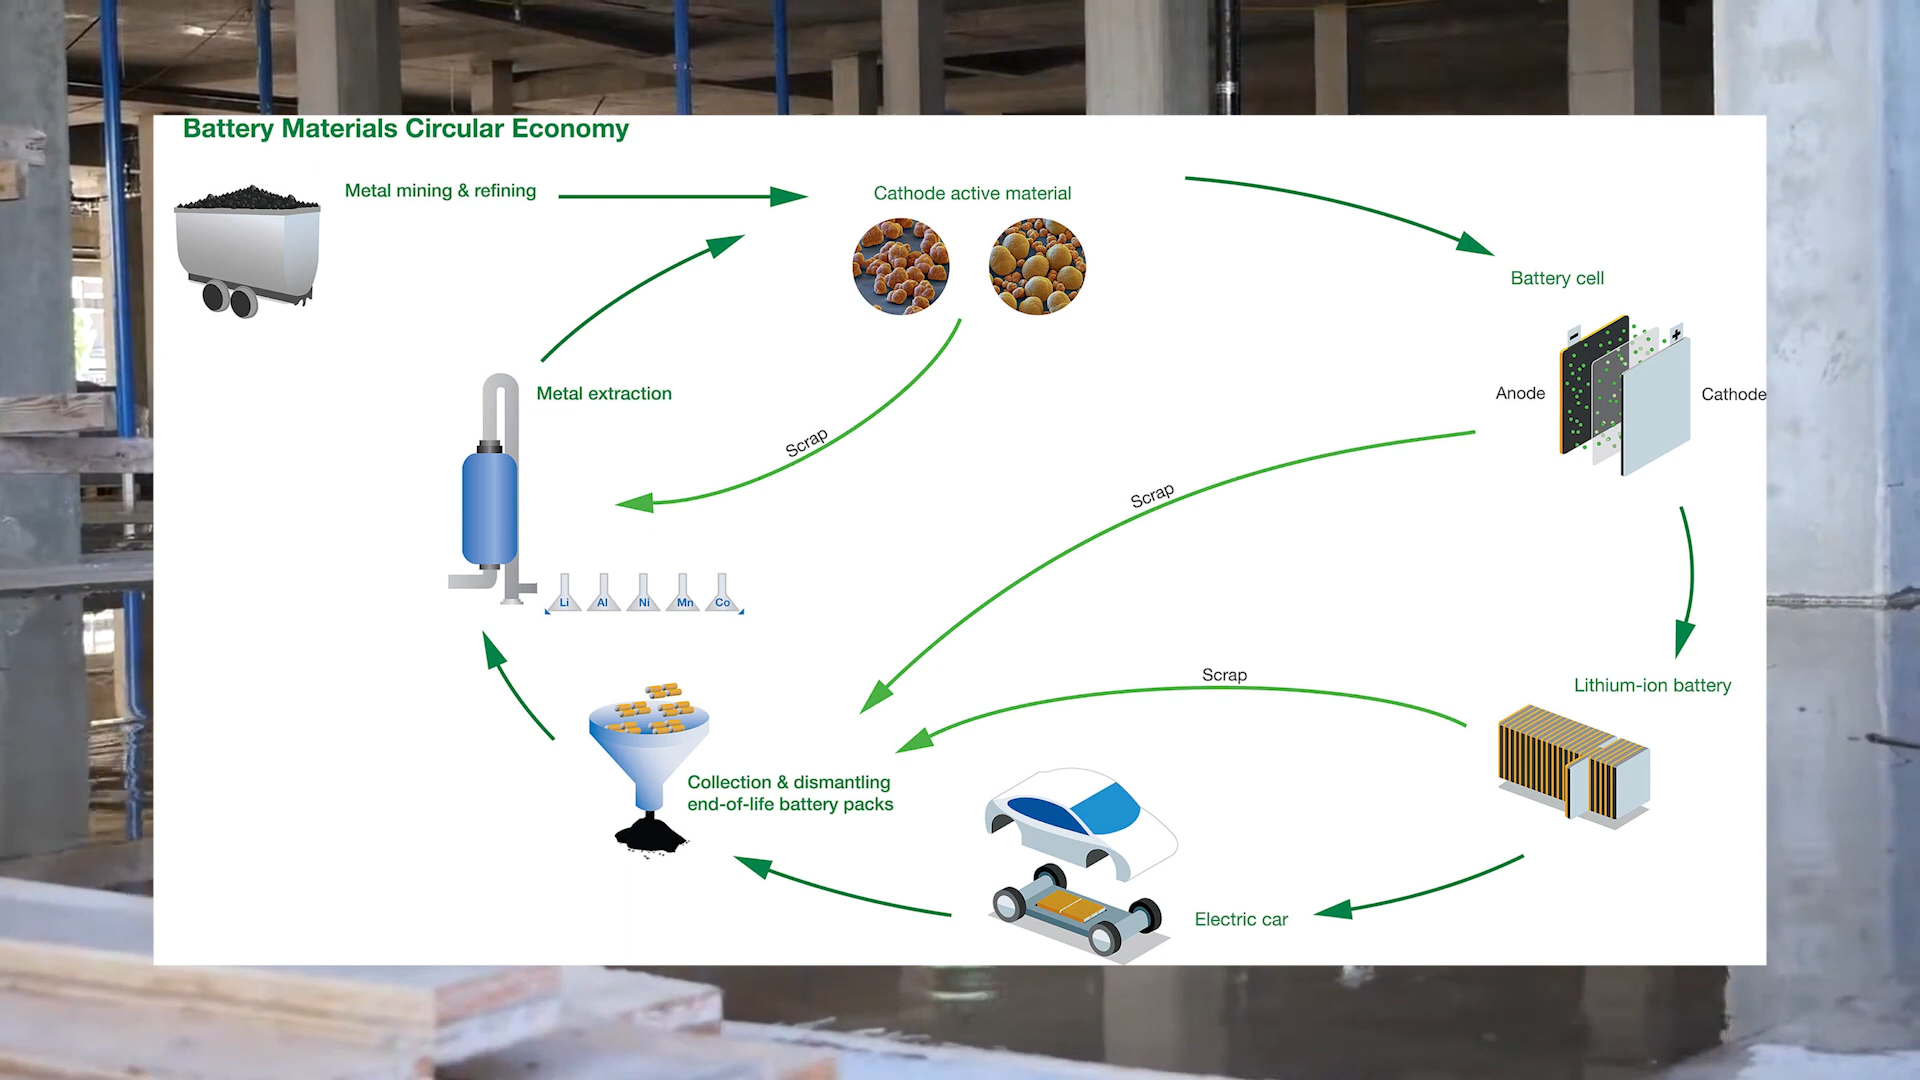 Battery Materials Circular Economy
Metal mining & refining
Cathode active material
Battery cell
Anode
Cathode
Metal extraction
Scrap
Scrap
Li Al Ni Mn Co
Scrap
Lithium-ion battery
Collection & dismantling
end-of-life battery packs
Electric car